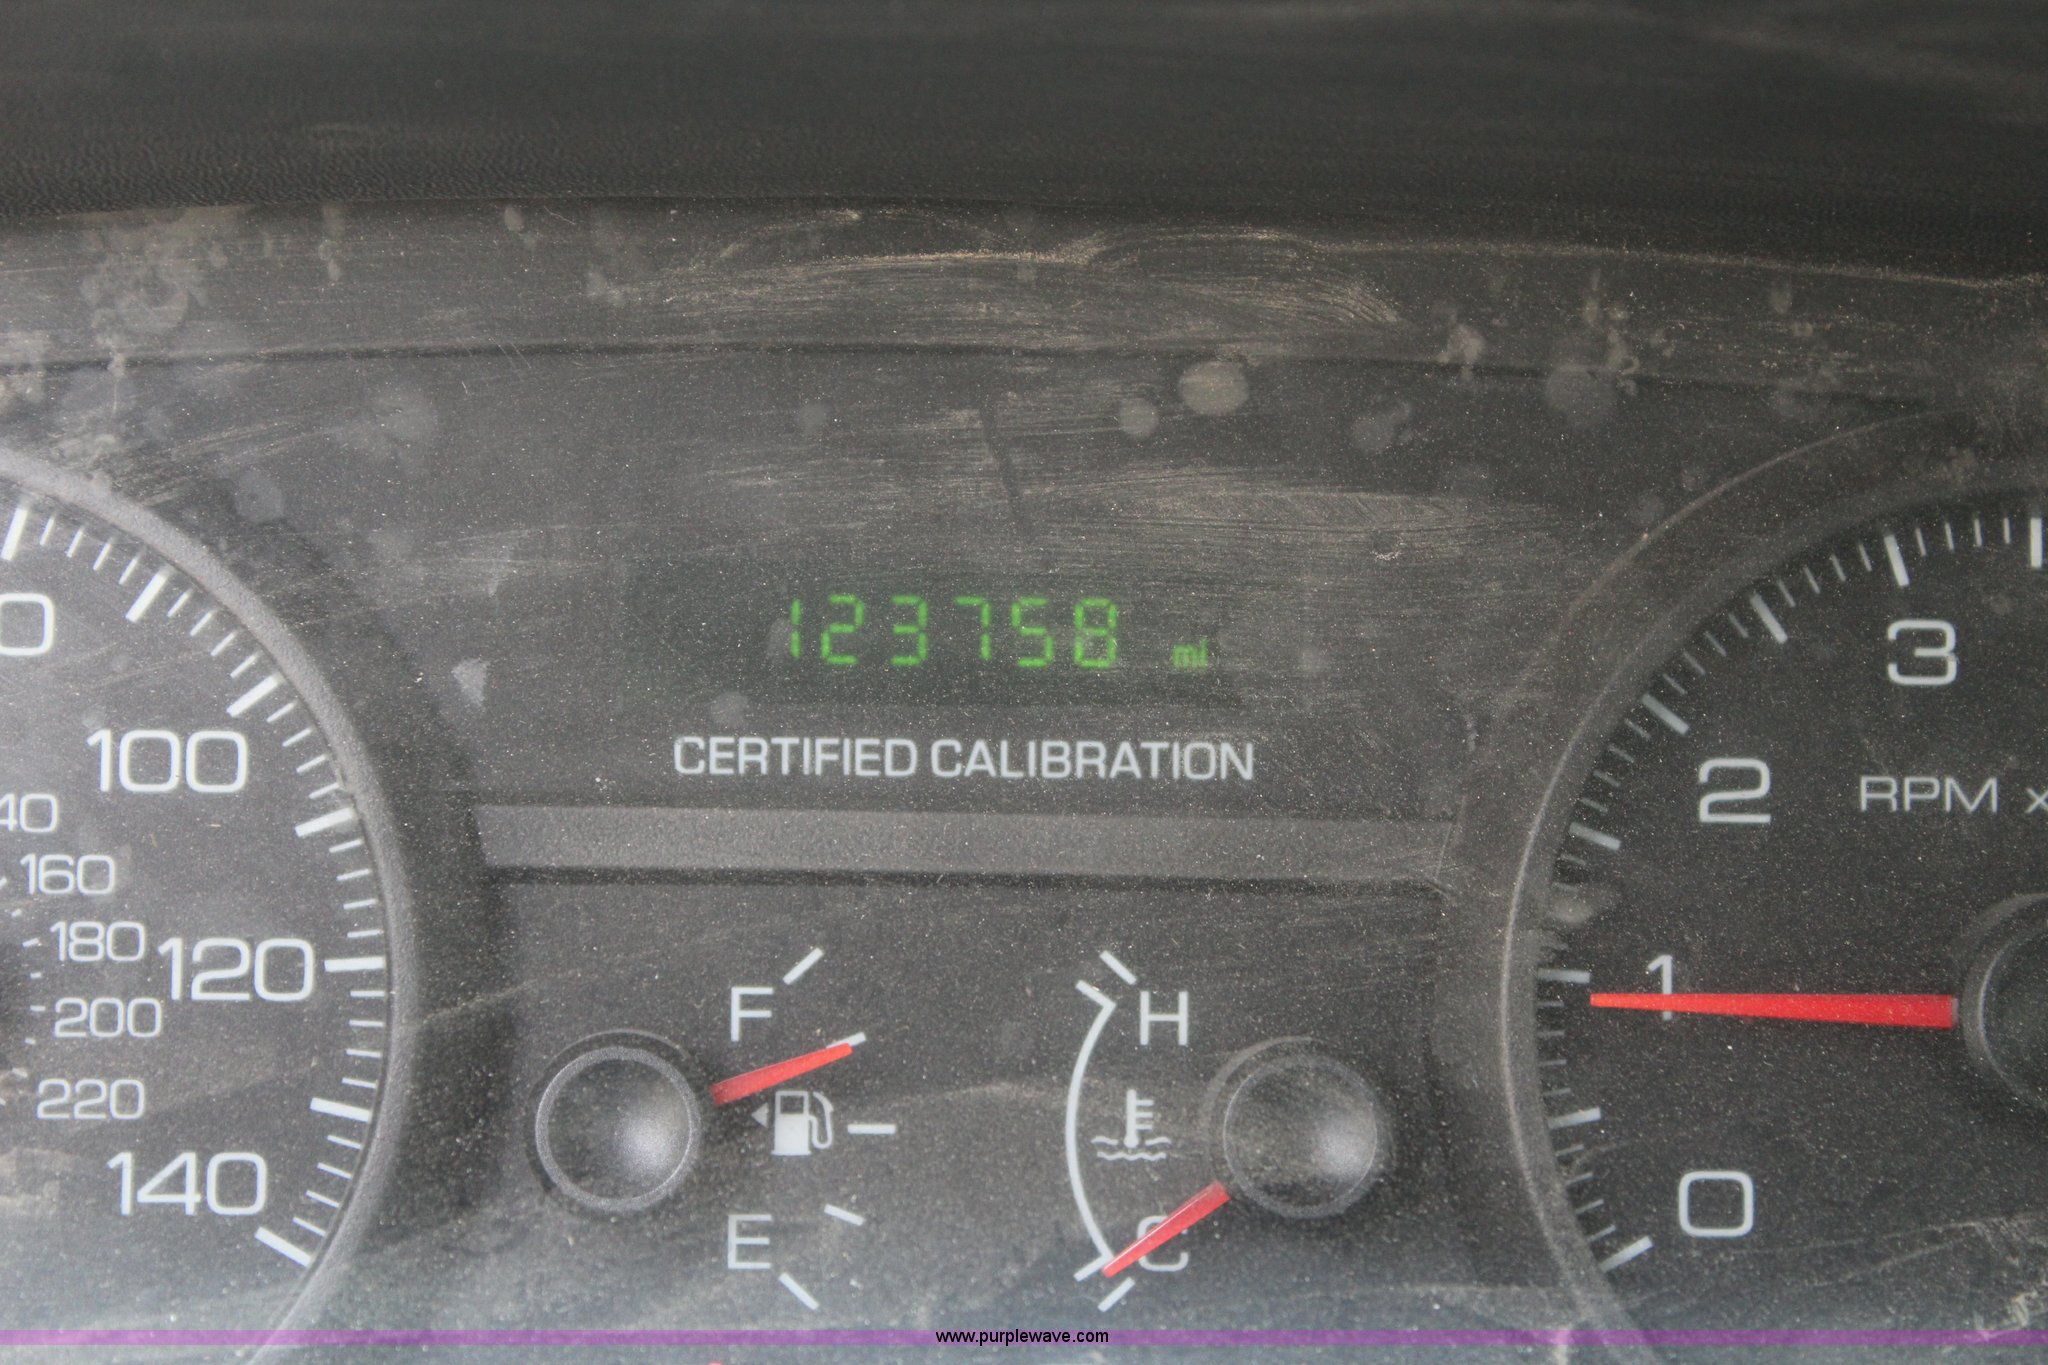 123758 mi
CERTIFIED CALIBRATION
100
160
180
120
200
220
140
F
E
H
C
3
2
RPM x
1
0
www.purplewave.com